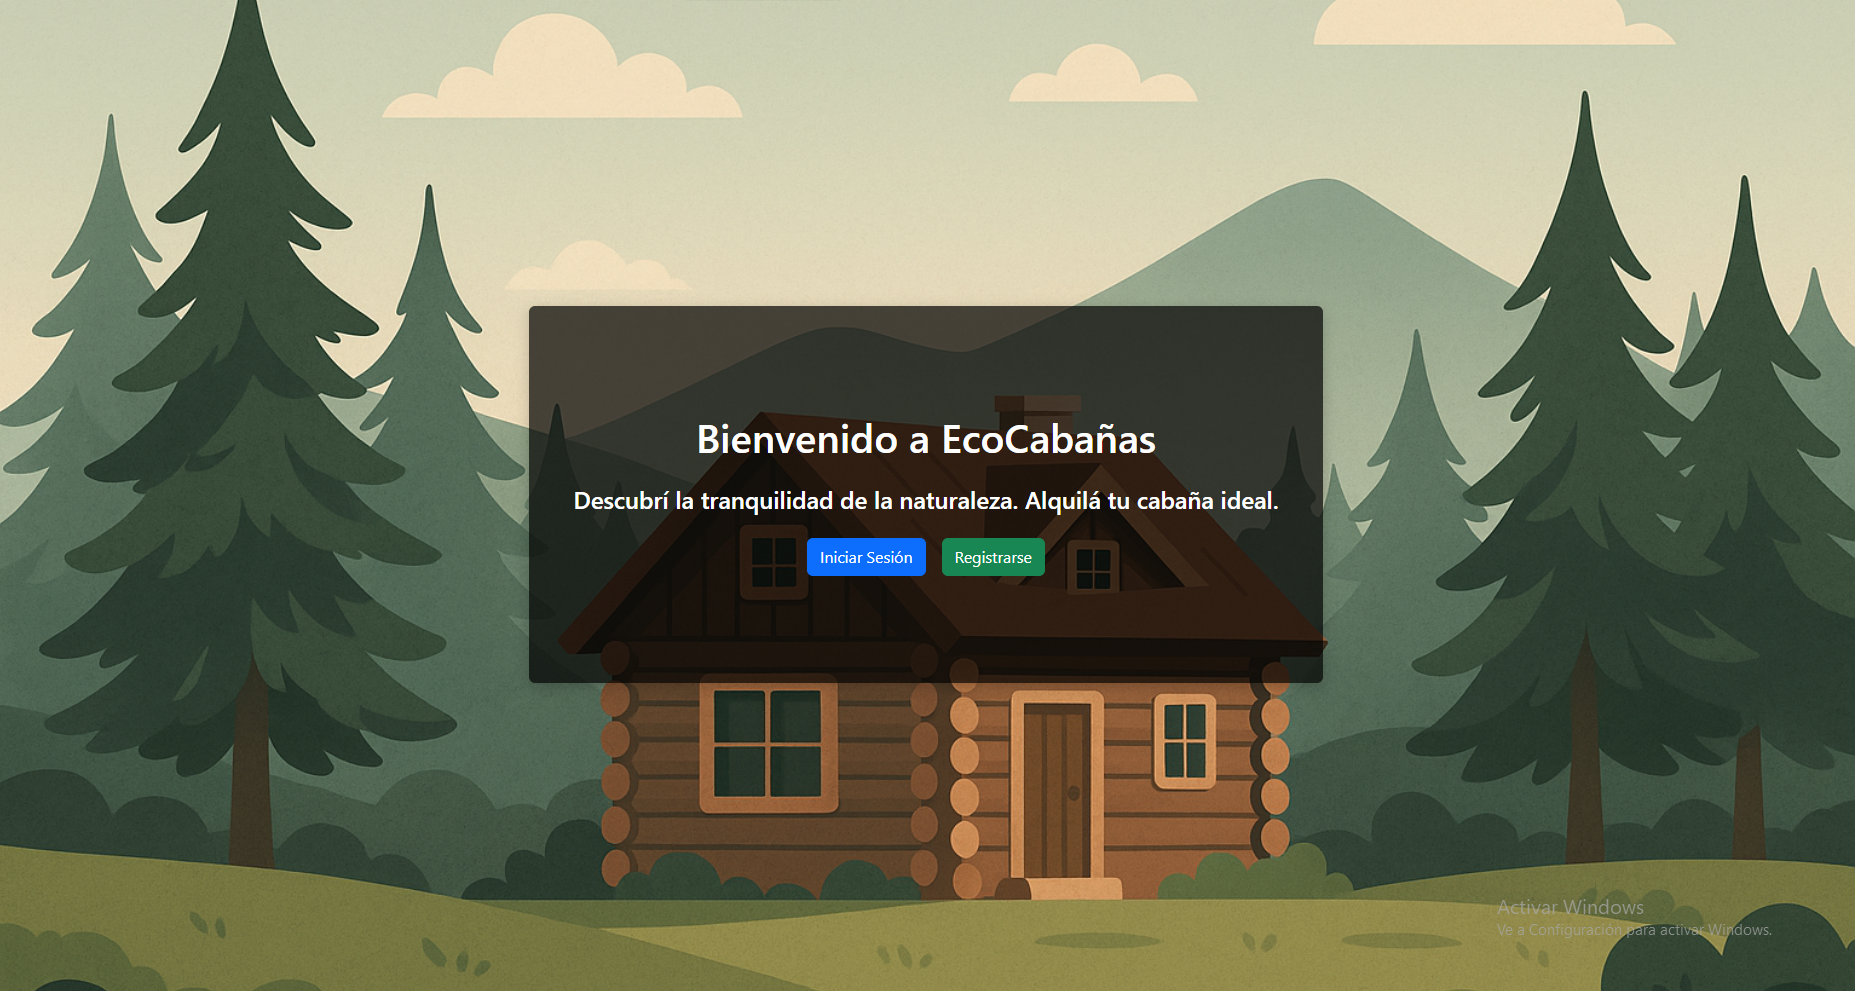 Bienvenido a EcoCabañas
Descubrí la tranquilidad de la naturaleza. Alquilá tu cabaña ideal.
Iniciar Sesión
Registrarse
Activar Windows
Ve a Configuración para activar Windows.